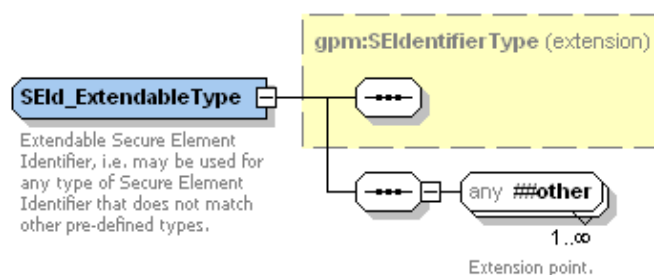 gpm:SEIdentifierType (extension)
SEId_ExtendableType
Extendable Secure Element
Identifier, i.e. may be used for
any type of Secure Element
Identifier that does not match
other pre-defined types.
any ##other
1..∞
Extension point.